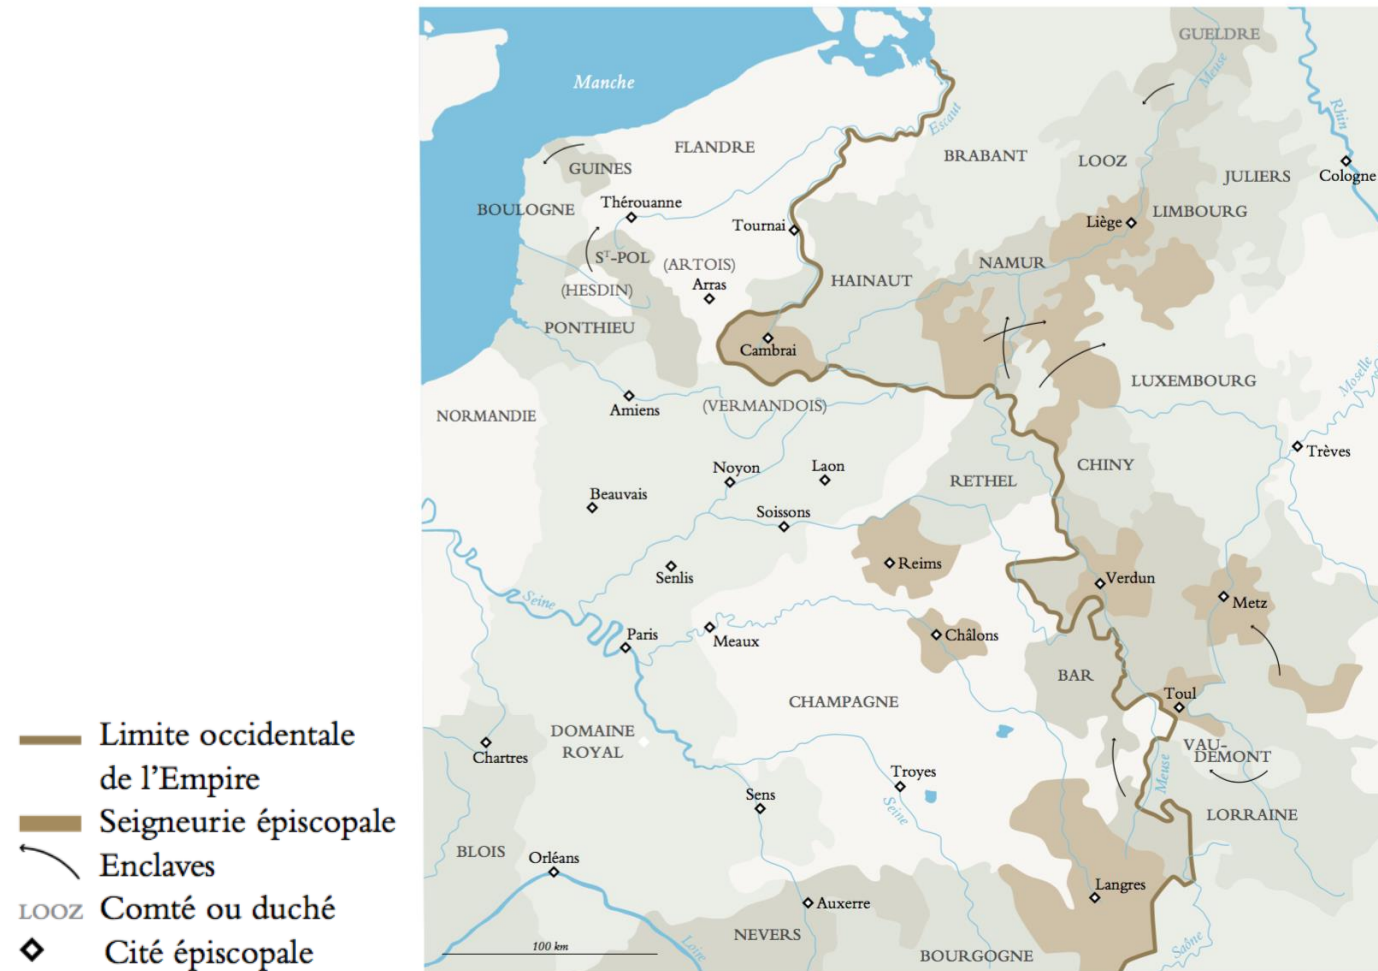 GUELDRE
Meuse
Manche
Rhin
Escaut
FLANDRE
BRABANT
LOOZ
GUINES
JULIERS
Cologne
Thérouanne
BOULOGNE
LIMBOURG
Tournai
Liège
Sᵀ-POL
(ARTOIS)
NAMUR
HAINAUT
Arras
(HESDIN)
PONTHIEU
Cambrai
LUXEMBOURG
Moselle
Amiens
(VERMANDOIS)
NORMANDIE
Trèves
Noyon
Laon
CHINY
RETHEL
Beauvais
Soissons
Reims
Senlis
Verdun
Seine
Metz
Paris
Meaux
Châlons
BAR
Toul
CHAMPAGNE
DOMAINE
ROYAL
VAU-
DEMONT
Chartres
Troyes
Meuse
Sens
Seine
LORRAINE
BLOIS
Orléans
Langres
Auxerre
NEVERS
Loire
BOURGOGNE
Saône
100 km
Limite occidentale
de l’Empire
Seigneurie épiscopale
Enclaves
LOOZ Comté ou duché
Cité épiscopale